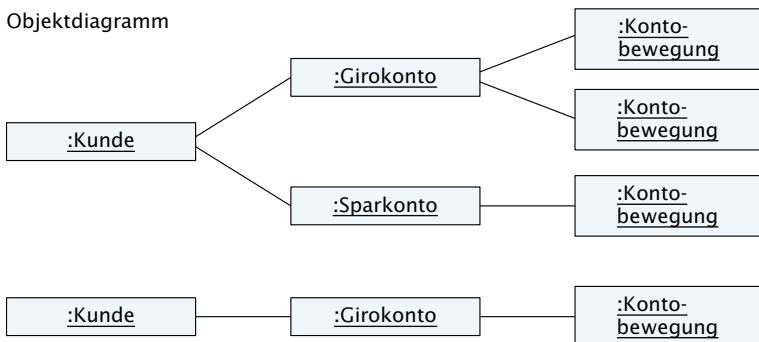 Objektdiagramm
:Konto-
bewegung
:Girokonto
:Konto-
bewegung
:Kunde
:Sparkonto
:Konto-
bewegung
:Kunde
:Girokonto
:Konto-
bewegung